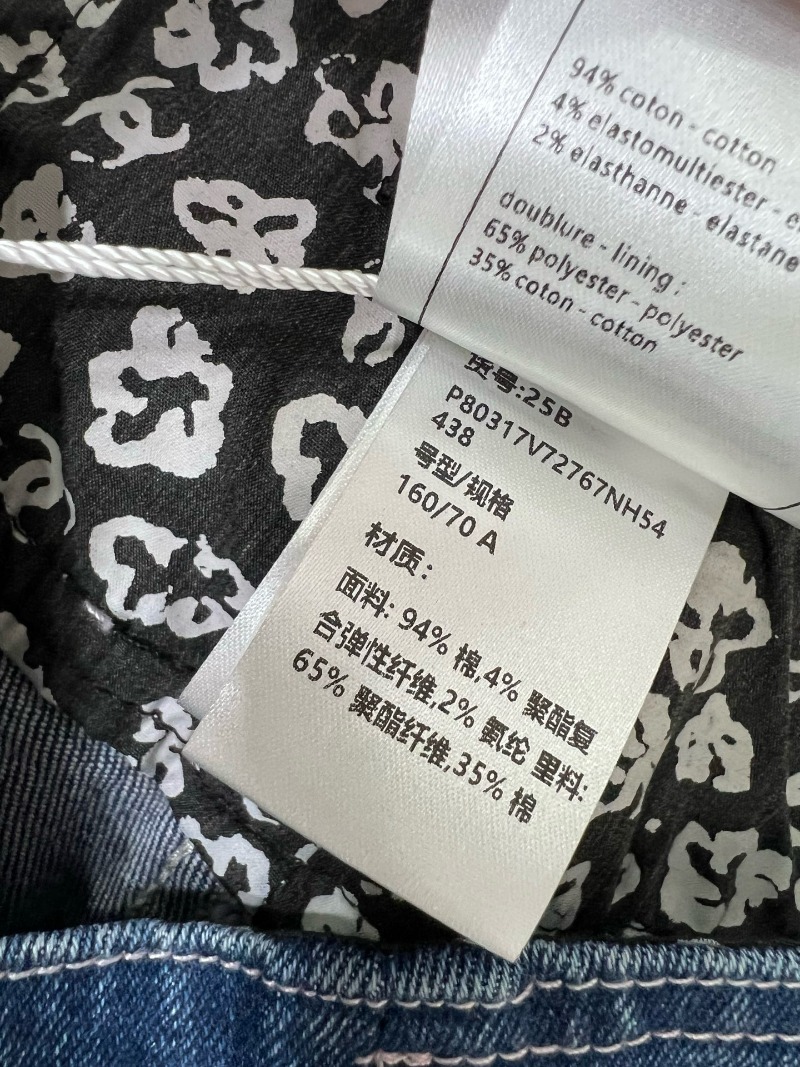 94% coton - cotton
4% elastomultiester -
2% elasthanne - elastane
doublure - lining :
65% polyester - polyester
35% coton - cotton
货号:25B
P80317V72767NH54
438
号型/规格
160/70 A
材质:
面料: 94% 棉,4% 聚酯复
合弹性纤维,2% 氨纶 里料:
65% 聚酯纤维,35% 棉